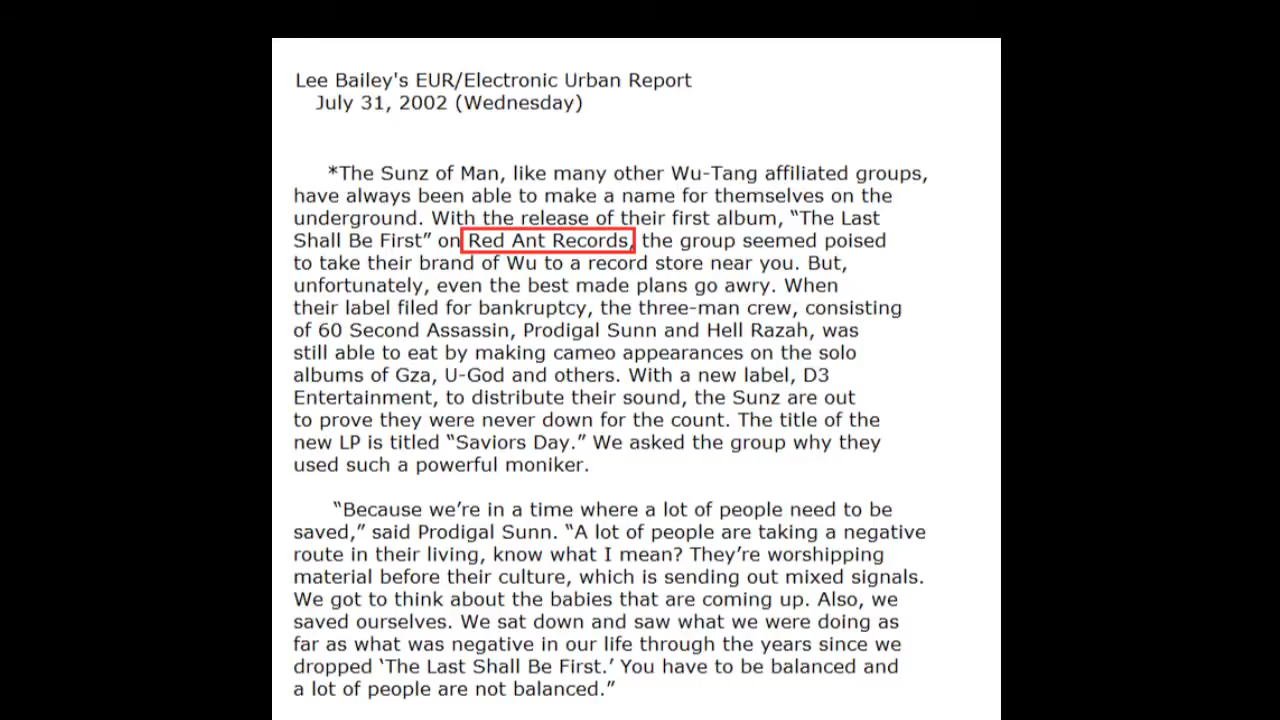 Lee Bailey's EUR/Electronic Urban Report
July 31, 2002 (Wednesday)
*The Sunz of Man, like many other Wu-Tang affiliated groups,
have always been able to make a name for themselves on the
underground. With the release of their first album, “The Last
Shall Be First” on Red Ant Records, the group seemed poised
to take their brand of Wu to a record store near you. But,
unfortunately, even the best made plans go awry. When
their label filed for bankruptcy, the three-man crew, consisting
of 60 Second Assassin, Prodigal Sunn and Hell Razah, was
still able to eat by making cameo appearances on the solo
albums of Gza, U-God and others. With a new label, D3
Entertainment, to distribute their sound, the Sunz are out
to prove they were never down for the count. The title of the
new LP is titled “Saviors Day.” We asked the group why they
used such a powerful moniker.
“Because we’re in a time where a lot of people need to be
saved,” said Prodigal Sunn. “A lot of people are taking a negative
route in their living, know what I mean? They’re worshipping
material before their culture, which is sending out mixed signals.
We got to think about the babies that are coming up. Also, we
saved ourselves. We sat down and saw what we were doing as
far as what was negative in our life through the years since we
dropped ‘The Last Shall Be First.’ You have to be balanced and
a lot of people are not balanced.”